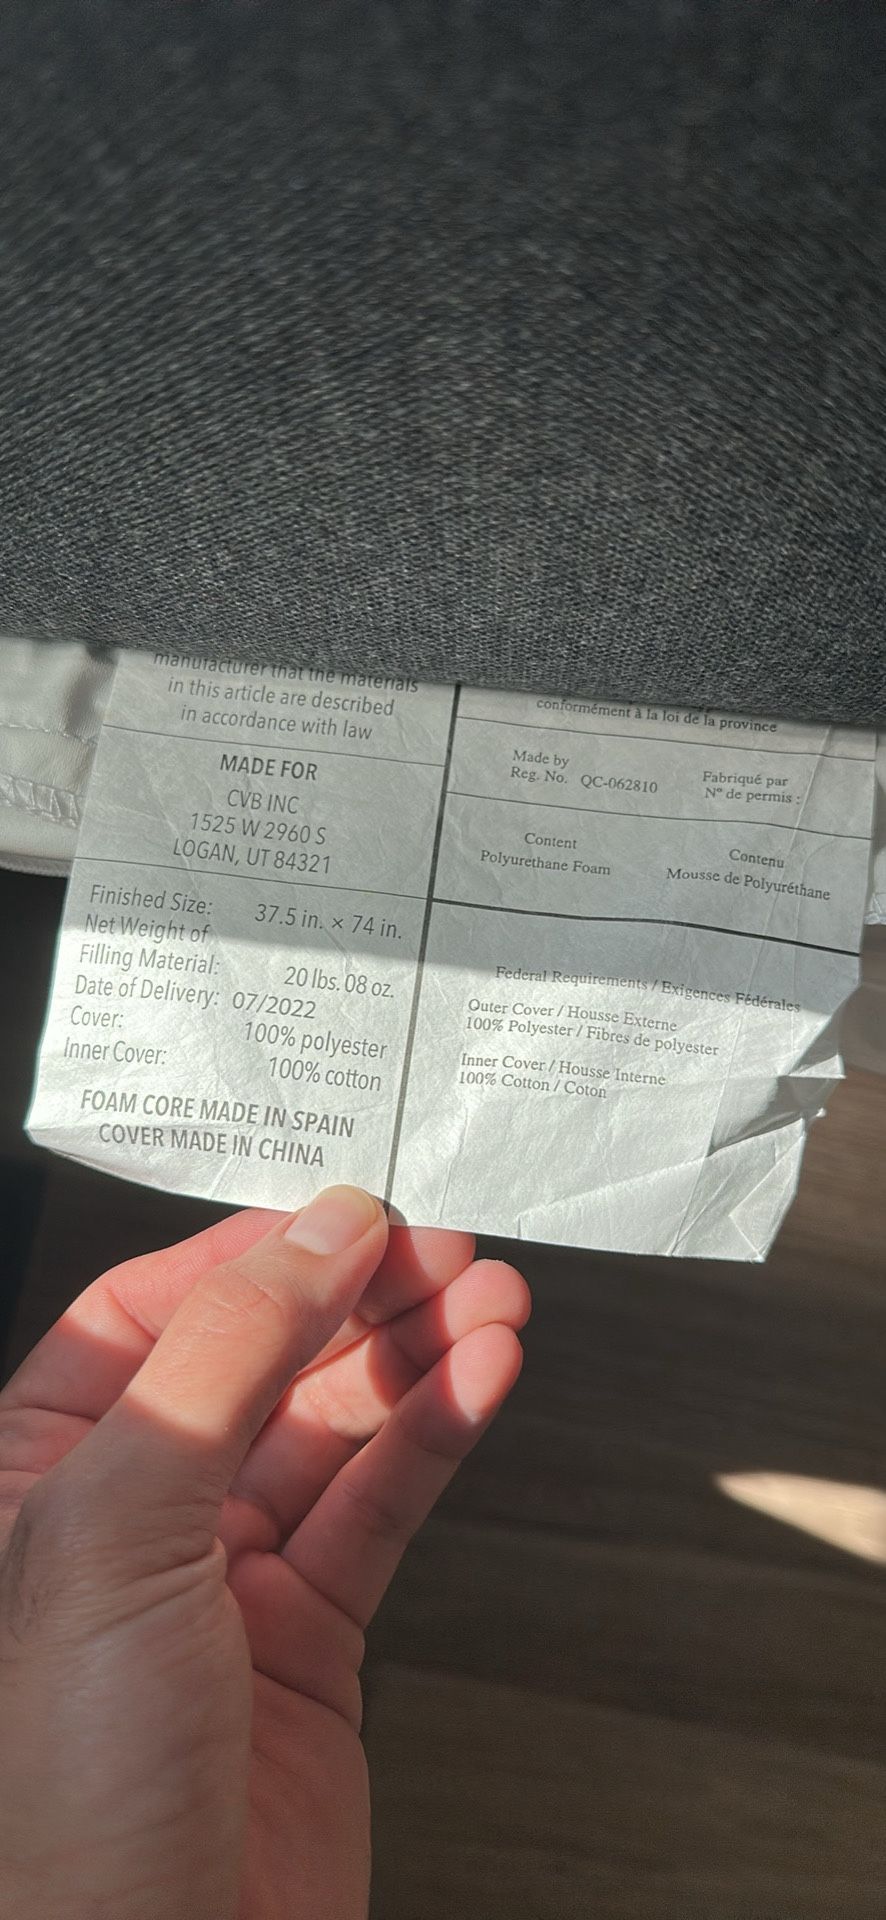 manufacturer that the materials
in this article are described
in accordance with law
MADE FOR
CVB INC
1525 W 2960 S
LOGAN, UT 84321
Finished Size: 37.5 in. × 74 in.
Net Weight of
Filling Material: 20 lbs. 08 oz.
Date of Delivery: 07/2022
Cover: 100% polyester
Inner Cover: 100% cotton
FOAM CORE MADE IN SPAIN
COVER MADE IN CHINA
conformément à la loi de la province
Made by Fabriqué par
Reg. No. QC-062810 N° de permis :
Content Contenu
Polyurethane Foam Mousse de Polyuréthane
Federal Requirements / Exigences Fédérales
Outer Cover / Housse Externe
100% Polyester / Fibres de polyester
Inner Cover / Housse Interne
100% Cotton / Coton